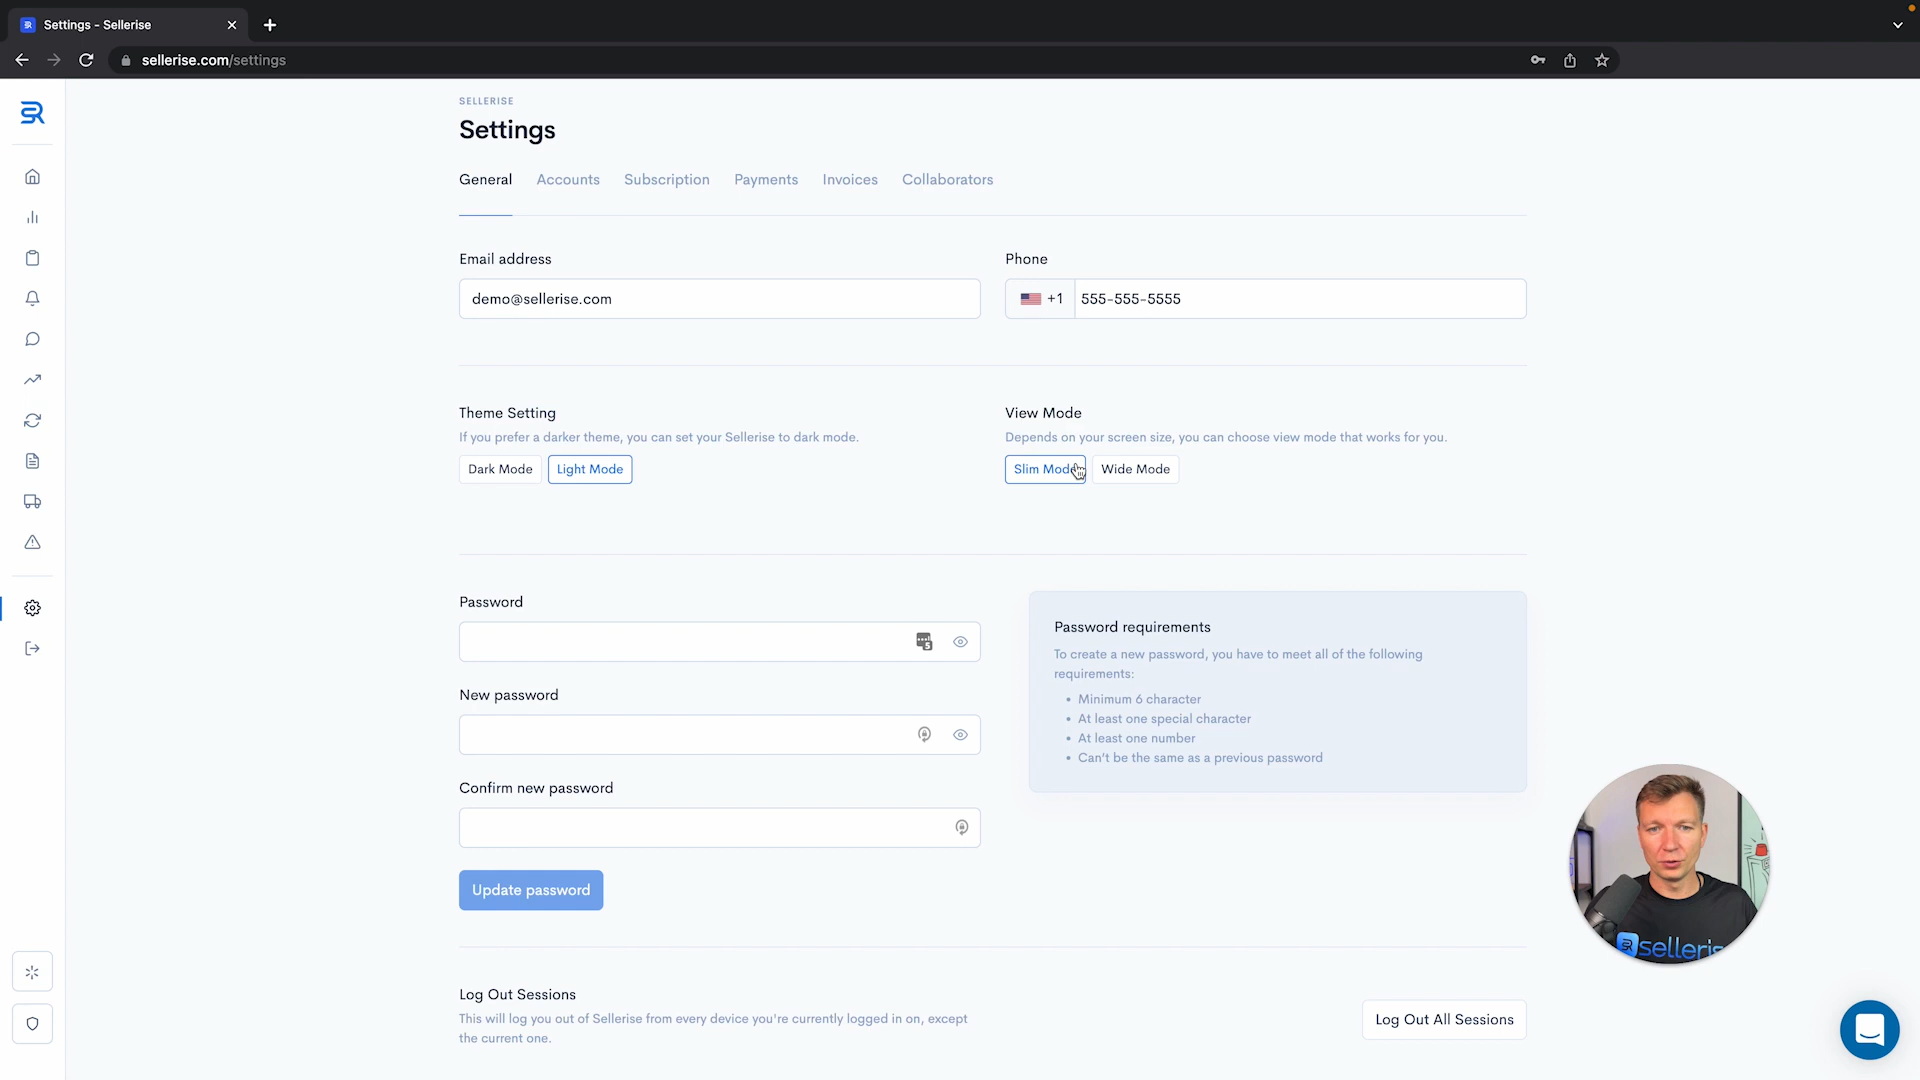 Settings - Sellerise
sellerise.com/settings
SELLERISE
Settings
General Accounts Subscription Payments Invoices Collaborators
Email address
demo@sellerise.com
Phone
+1 555-555-5555
Theme Setting
If you prefer a darker theme, you can set your Sellerise to dark mode.
Dark Mode Light Mode
View Mode
Depends on your screen size, you can choose view mode that works for you.
Slim Mode Wide Mode
Password
New password
Confirm new password
Update password
Password requirements
To create a new password, you have to meet all of the following
requirements:
• Minimum 6 character
• At least one special character
• At least one number
• Can't be the same as a previous password
sellerise
Log Out Sessions
This will log you out of Sellerise from every device you're currently logged in on, except
the current one.
Log Out All Sessions